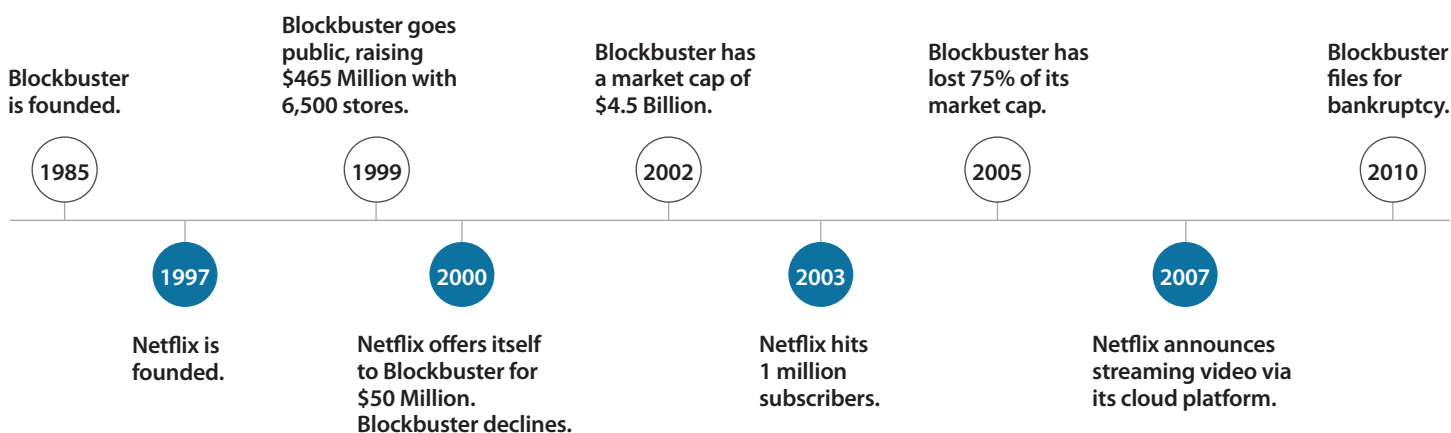 Blockbuster
is founded.
1985
Blockbuster goes
public, raising
$465 Million with
6,500 stores.
1999
Blockbuster has
a market cap of
$4.5 Billion.
2002
Blockbuster has
lost 75% of its
market cap.
2005
Blockbuster
files for
bankruptcy.
2010
1997
Netflix is
founded.
2000
Netflix offers itself
to Blockbuster for
$50 Million.
Blockbuster declines.
2003
Netflix hits
1 million
subscribers.
2007
Netflix announces
streaming video via
its cloud platform.